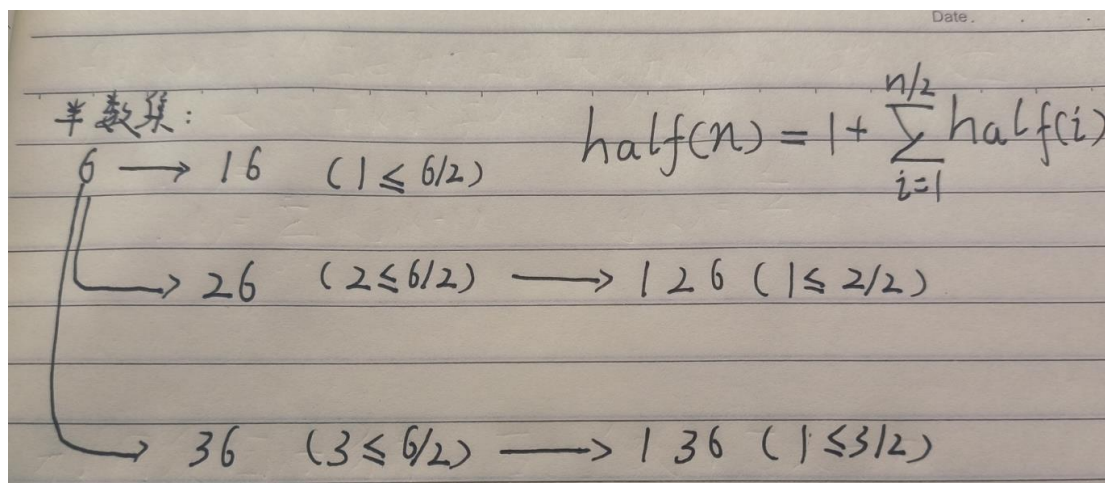 Date.
半数集:
half(n) = 1 + \sum_{i=1}^{n/2} half(i)
6 → 16 (1 ≤ 6/2)
→ 26 (2 ≤ 6/2) → 126 (1 ≤ 2/2)
→ 36 (3 ≤ 6/2) → 136 (1 ≤ 3/2)